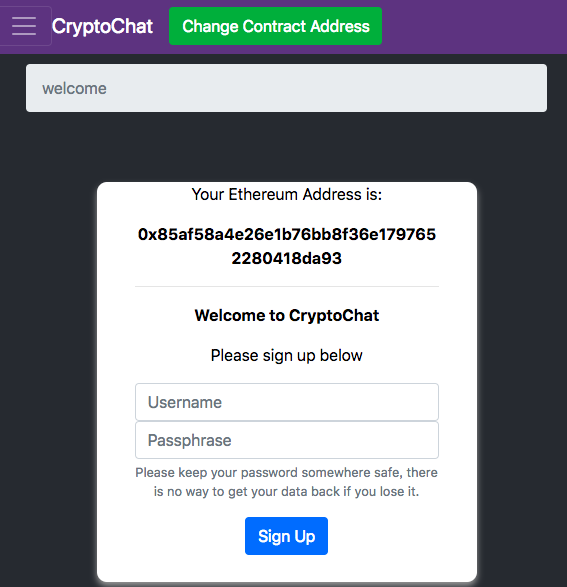 CryptoChat Change Contract Address
welcome
Your Ethereum Address is:
0x85af58a4e26e1b76bb8f36e179765
2280418da93
Welcome to CryptoChat
Please sign up below
Username
Passphrase
Please keep your password somewhere safe, there
is no way to get your data back if you lose it.
Sign Up